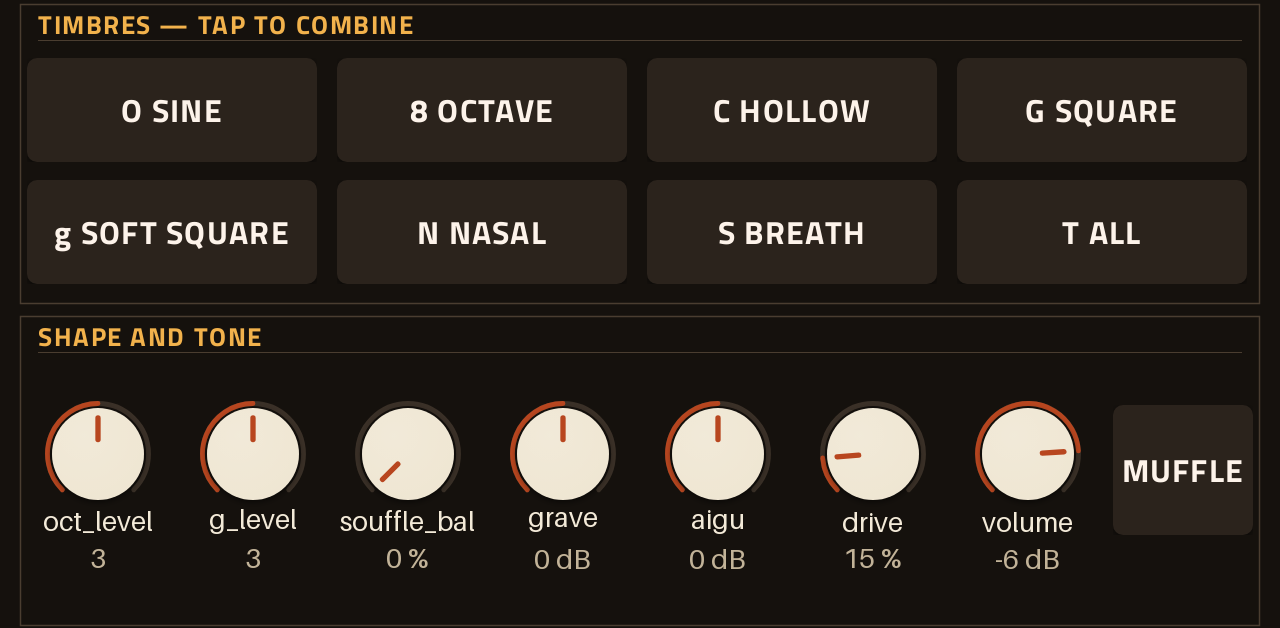 TIMBRES — TAP TO COMBINE
O SINE
8 OCTAVE
C HOLLOW
G SQUARE
g SOFT SQUARE
N NASAL
S BREATH
T ALL
SHAPE AND TONE
oct_level
g_level
souffle_bal
grave
aigu
drive
volume
MUFFLE
3
3
0 %
0 dB
0 dB
15 %
-6 dB